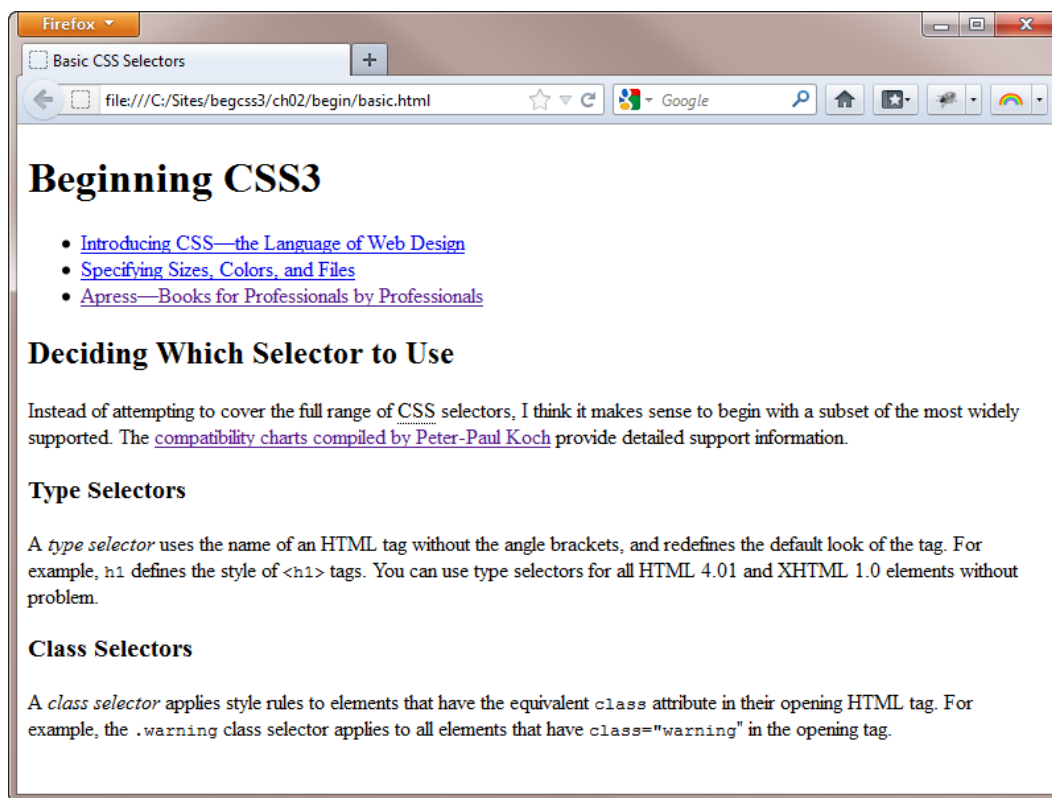 Firefox
Basic CSS Selectors
file:///C:/Sites/begcss3/ch02/begin/basic.html
Google
Beginning CSS3
Introducing CSS—the Language of Web Design
Specifying Sizes, Colors, and Files
Apress—Books for Professionals by Professionals
Deciding Which Selector to Use
Instead of attempting to cover the full range of CSS selectors, I think it makes sense to begin with a subset of the most widely
supported. The compatibility charts compiled by Peter-Paul Koch provide detailed support information.
Type Selectors
A type selector uses the name of an HTML tag without the angle brackets, and redefines the default look of the tag. For
example, h1 defines the style of <h1> tags. You can use type selectors for all HTML 4.01 and XHTML 1.0 elements without
problem.
Class Selectors
A class selector applies style rules to elements that have the equivalent class attribute in their opening HTML tag. For
example, the .warning class selector applies to all elements that have class="warning" in the opening tag.